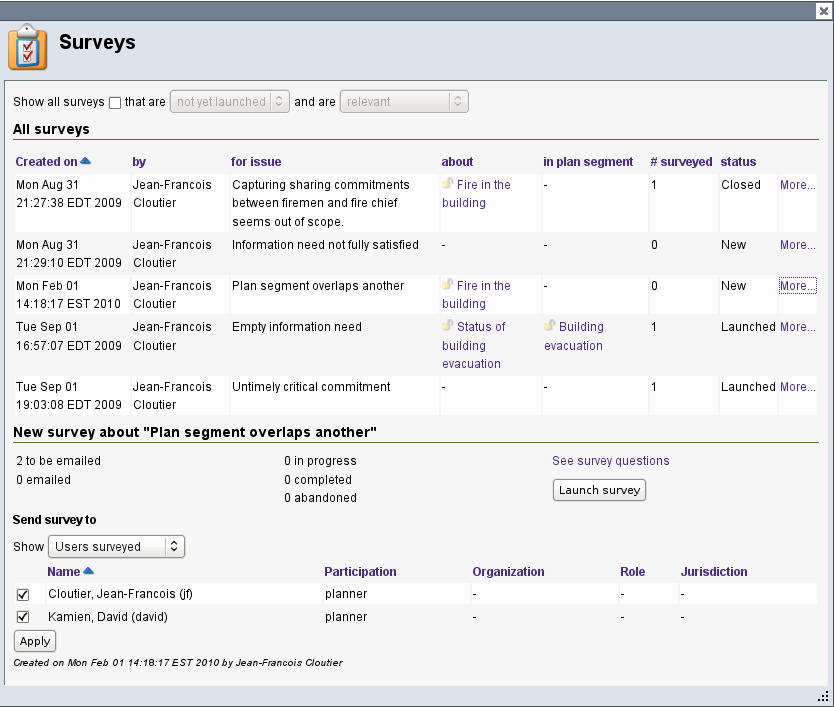 Surveys
Show all surveys that are not yet launched and are relevant
All surveys
Created on by for issue about in plan segment # surveyed status
Mon Aug 31 Jean-Francois Capturing sharing commitments Fire in the - 1 Closed More...
21:27:38 EDT 2009 Cloutier between firemen and fire chief building
seems out of scope.
Mon Aug 31 Jean-Francois Information need not fully satisfied - - 0 New More...
21:29:10 EDT 2009 Cloutier
Mon Feb 01 Jean-Francois Plan segment overlaps another Fire in the - 0 New More...
14:18:17 EST 2010 Cloutier building
Tue Sep 01 Jean-Francois Empty information need Status of Building 1 Launched More...
16:57:07 EDT 2009 Cloutier building evacuation
evacuation
Tue Sep 01 Jean-Francois Untimely critical commitment - - 1 Launched More...
19:03:08 EDT 2009 Cloutier
New survey about "Plan segment overlaps another"
2 to be emailed 0 in progress See survey questions
0 emailed 0 completed Launch survey
0 abandoned
Send survey to
Show Users surveyed
Name Participation Organization Role Jurisdiction
Cloutier, Jean-Francois (jf) planner - - -
Kamien, David (david) planner - - -
Apply
Created on Mon Feb 01 14:18:17 EST 2010 by Jean-Francois Cloutier